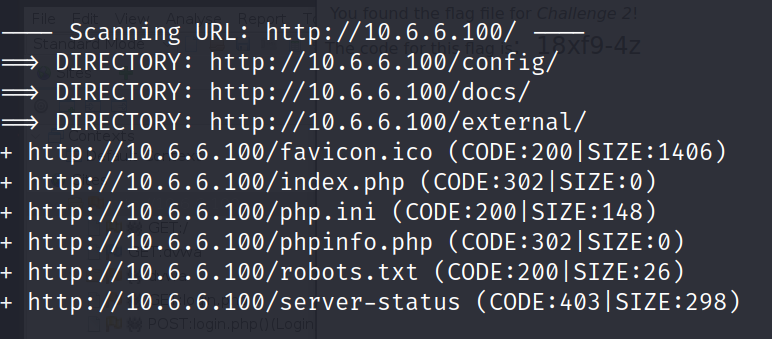 You found the flag file for Challenge 2!
---- Scanning URL: http://10.6.6.100/ ----
The code for this flag is: 18xf9-4z
==> DIRECTORY: http://10.6.6.100/config/
==> DIRECTORY: http://10.6.6.100/docs/
==> DIRECTORY: http://10.6.6.100/external/
+ http://10.6.6.100/favicon.ico (CODE:200|SIZE:1406)
+ http://10.6.6.100/index.php (CODE:302|SIZE:0)
+ http://10.6.6.100/php.ini (CODE:200|SIZE:148)
+ http://10.6.6.100/phpinfo.php (CODE:302|SIZE:0)
+ http://10.6.6.100/robots.txt (CODE:200|SIZE:26)
+ http://10.6.6.100/server-status (CODE:403|SIZE:298)